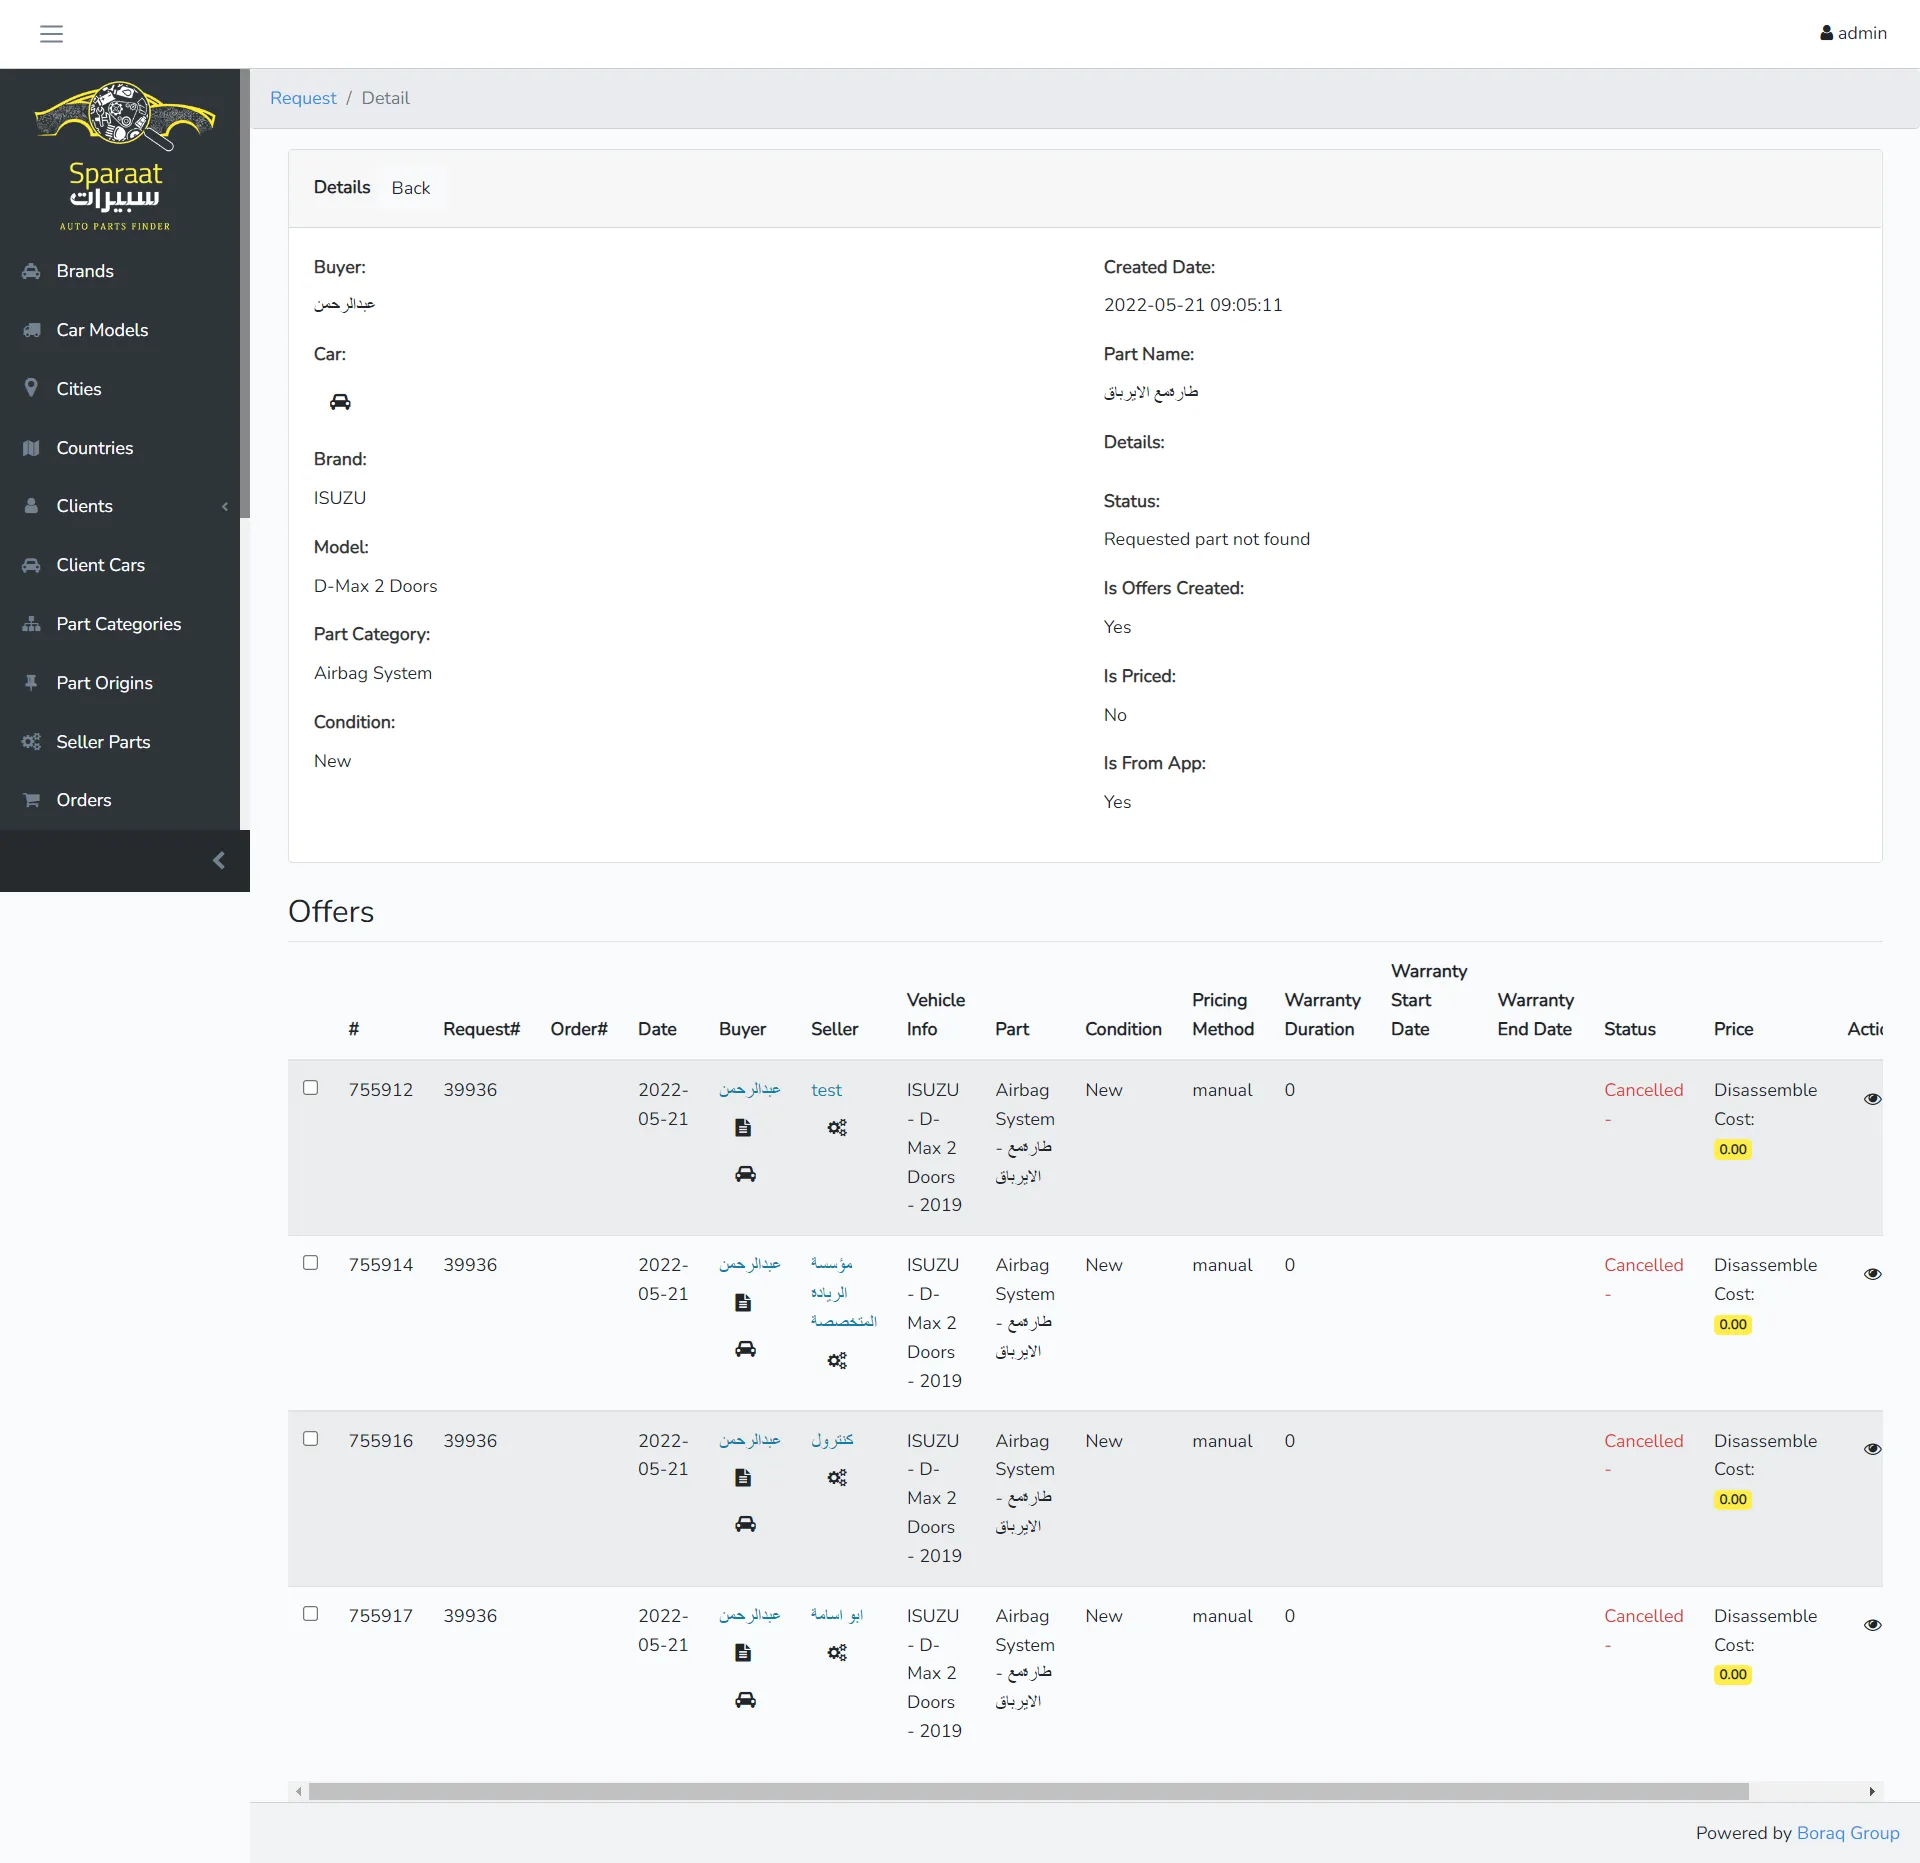 admin
Sparaat
سبيرات
AUTO PARTS FINDER
Brands
Car Models
Cities
Countries
Clients
Client Cars
Part Categories
Part Origins
Seller Parts
Orders
Request / Detail
Details Back
Buyer:
عبدالرحمن
Car:
Brand:
ISUZU
Model:
D-Max 2 Doors
Part Category:
Airbag System
Condition:
New
Created Date:
2022-05-21 09:05:11
Part Name:
طارةمع الايرباق
Details:
Status:
Requested part not found
Is Offers Created:
Yes
Is Priced:
No
Is From App:
Yes
Offers
# Request# Order# Date Buyer Seller Vehicle Info Part Condition Pricing Method Warranty Duration Warranty Start Date Warranty End Date Status Price Actic
755912 39936 2022- عبدالرحمن test ISUZU Airbag New manual 0 Cancelled Disassemble
05-21 - D- System - Cost:
Max 2 - طارةمع 0.00
Doors الايرباق
- 2019
755914 39936 2022- عبدالرحمن مؤسسة ISUZU Airbag New manual 0 Cancelled Disassemble
05-21 الريادة - D- System - Cost:
المتخصصة Max 2 - طارةمع 0.00
Doors الايرباق
- 2019
755916 39936 2022- عبدالرحمن كنترول ISUZU Airbag New manual 0 Cancelled Disassemble
05-21 - D- System - Cost:
Max 2 - طارةمع 0.00
Doors الايرباق
- 2019
755917 39936 2022- عبدالرحمن ابو اسامة ISUZU Airbag New manual 0 Cancelled Disassemble
05-21 - D- System - Cost:
Max 2 - طارةمع 0.00
Doors الايرباق
- 2019
Powered by Boraq Group